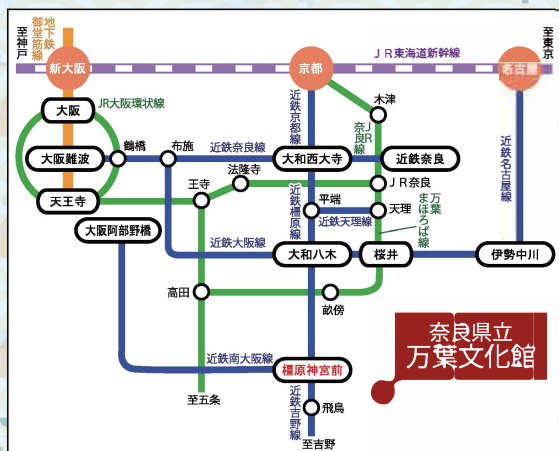 至神戸
地下鉄
御堂筋線
新大阪
京都
ＪＲ東海道新幹線
名古屋
至東京
大阪
JR大阪環状線
木津
近鉄京都線
ＪＲ
奈良線
近鉄名古屋線
大阪難波
鶴橋
布施
近鉄奈良線
大和西大寺
近鉄奈良
天王寺
王寺
法隆寺
ＪＲ奈良
近鉄橿原線
平端
近鉄天理線
天理
万葉
まほろば線
大阪阿部野橋
近鉄大阪線
大和八木
桜井
伊勢中川
高田
畝傍
奈良県立
万葉文化館
近鉄南大阪線
橿原神宮前
至五条
近鉄吉野線
飛鳥
至吉野